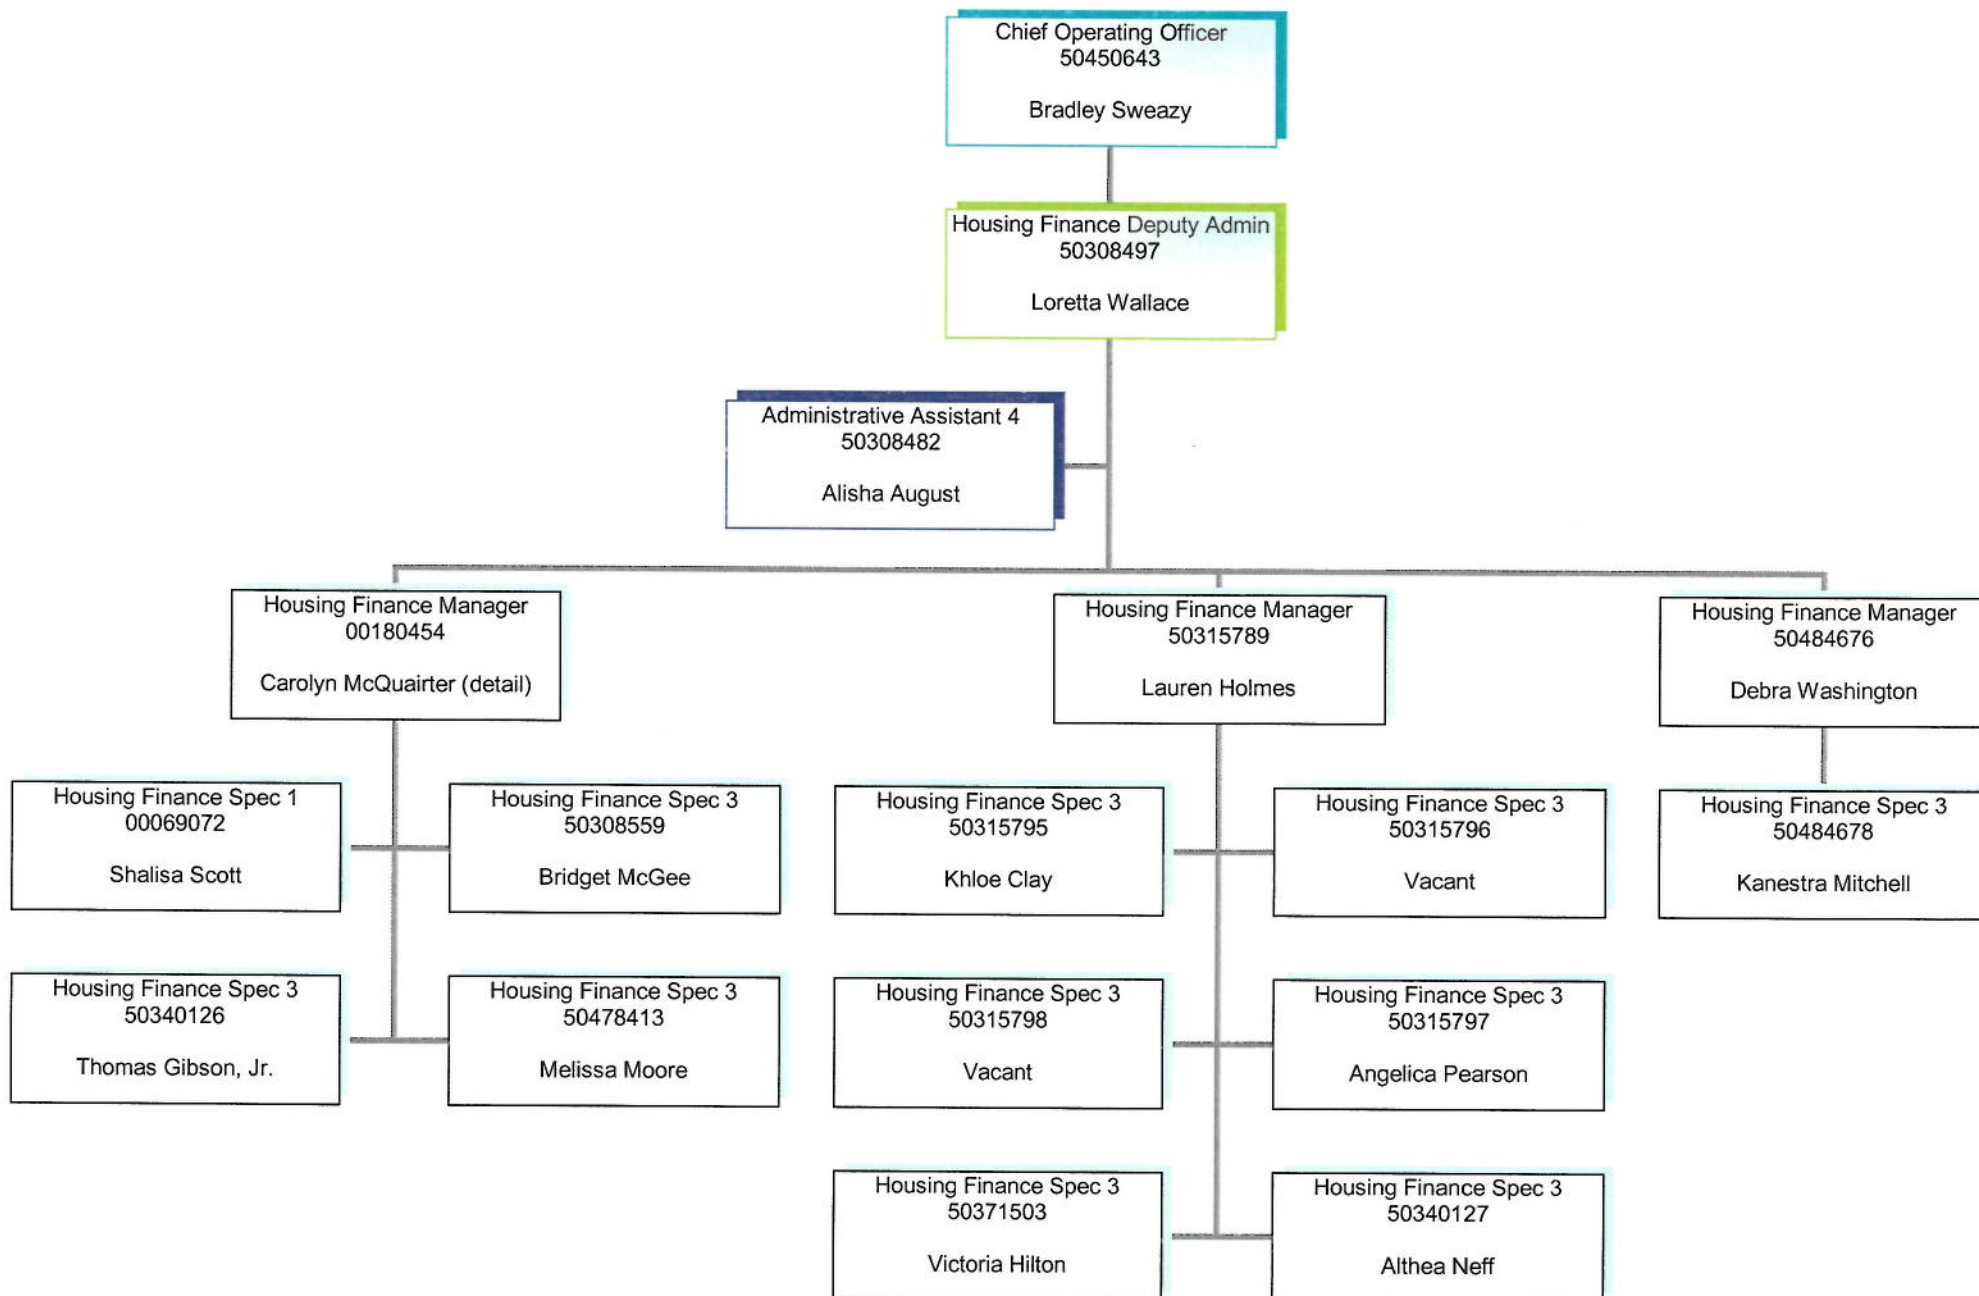 Chief Operating Officer
50450643
Bradley Sweazy
Housing Finance Deputy Admin
50308497
Loretta Wallace
Administrative Assistant 4
50308482
Alisha August
Housing Finance Manager
00180454
Carolyn McQuairter (detail)
Housing Finance Manager
50315789
Lauren Holmes
Housing Finance Manager
50484676
Debra Washington
Housing Finance Spec 1
00069072
Shalisa Scott
Housing Finance Spec 3
50308559
Bridget McGee
Housing Finance Spec 3
50315795
Khloe Clay
Housing Finance Spec 3
50315796
Vacant
Housing Finance Spec 3
50484678
Kanestra Mitchell
Housing Finance Spec 3
50340126
Thomas Gibson, Jr.
Housing Finance Spec 3
50478413
Melissa Moore
Housing Finance Spec 3
50315798
Vacant
Housing Finance Spec 3
50315797
Angelica Pearson
Housing Finance Spec 3
50371503
Victoria Hilton
Housing Finance Spec 3
50340127
Althea Neff